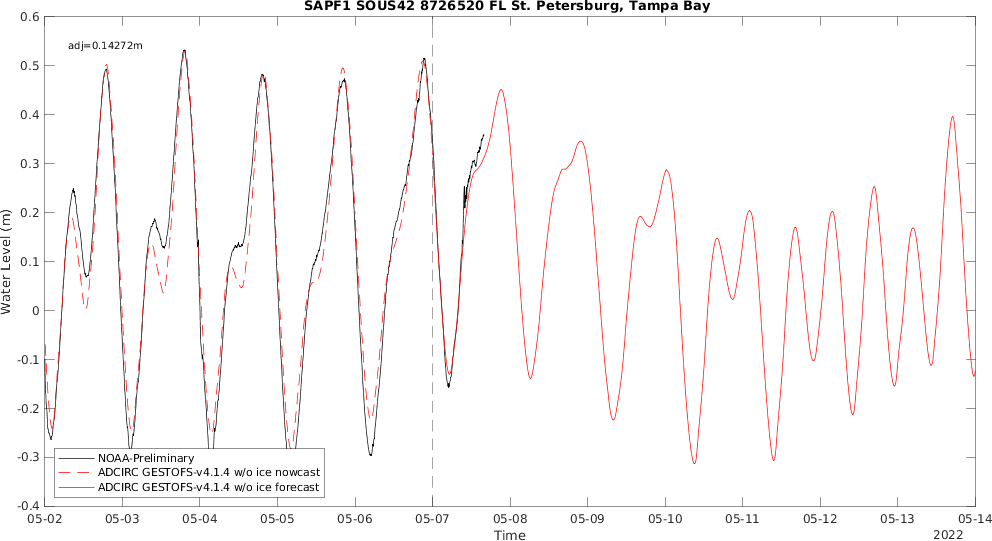 SAPF1 SOUS42 8726520 FL St. Petersburg, Tampa Bay
adj=0.14272m
0.6
0.5
0.4
0.3
0.2
0.1
0
-0.1
-0.2
-0.3
-0.4
Water Level (m)
NOAA-Preliminary
ADCIRC GESTOFS-v4.1.4 w/o ice nowcast
ADCIRC GESTOFS-v4.1.4 w/o ice forecast
05-02 05-03 05-04 05-05 05-06 05-07 05-08 05-09 05-10 05-11 05-12 05-13 05-14
Time
2022